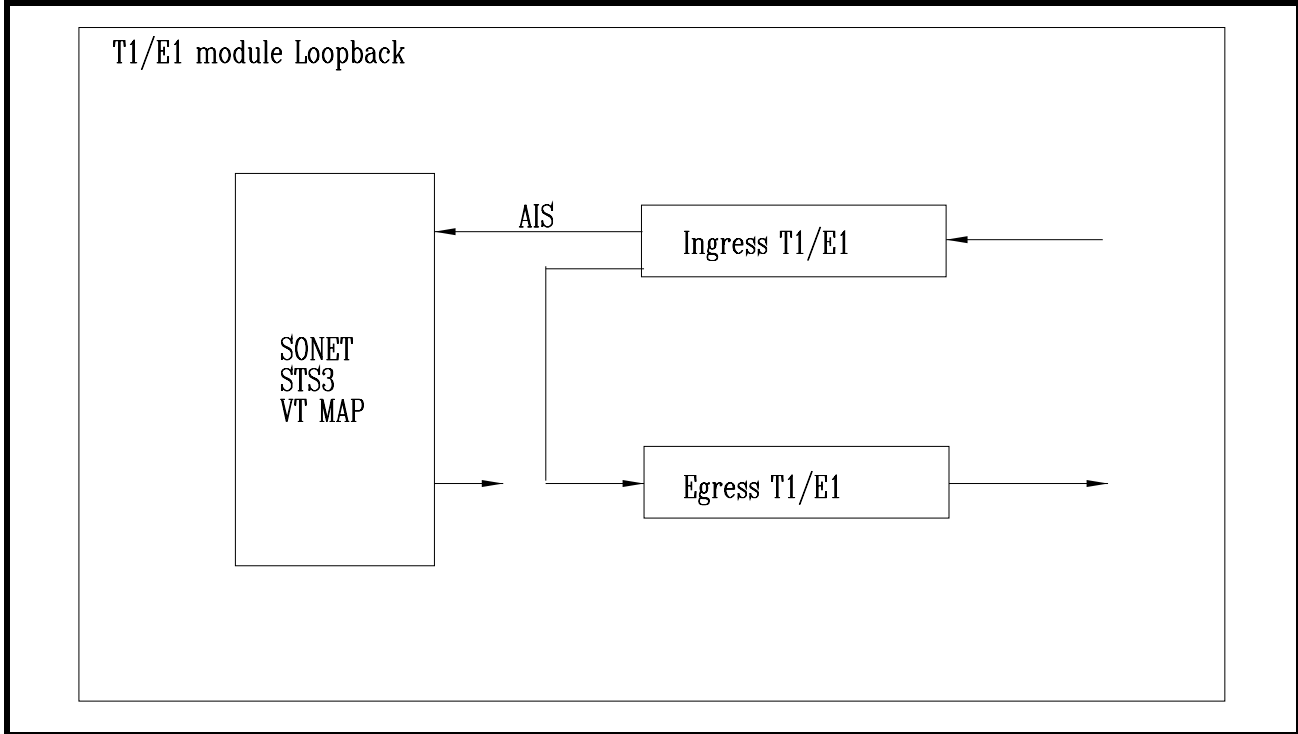 T1/E1 module Loopback
AIS
Ingress T1/E1
SONET
STS3
VT MAP
Egress T1/E1